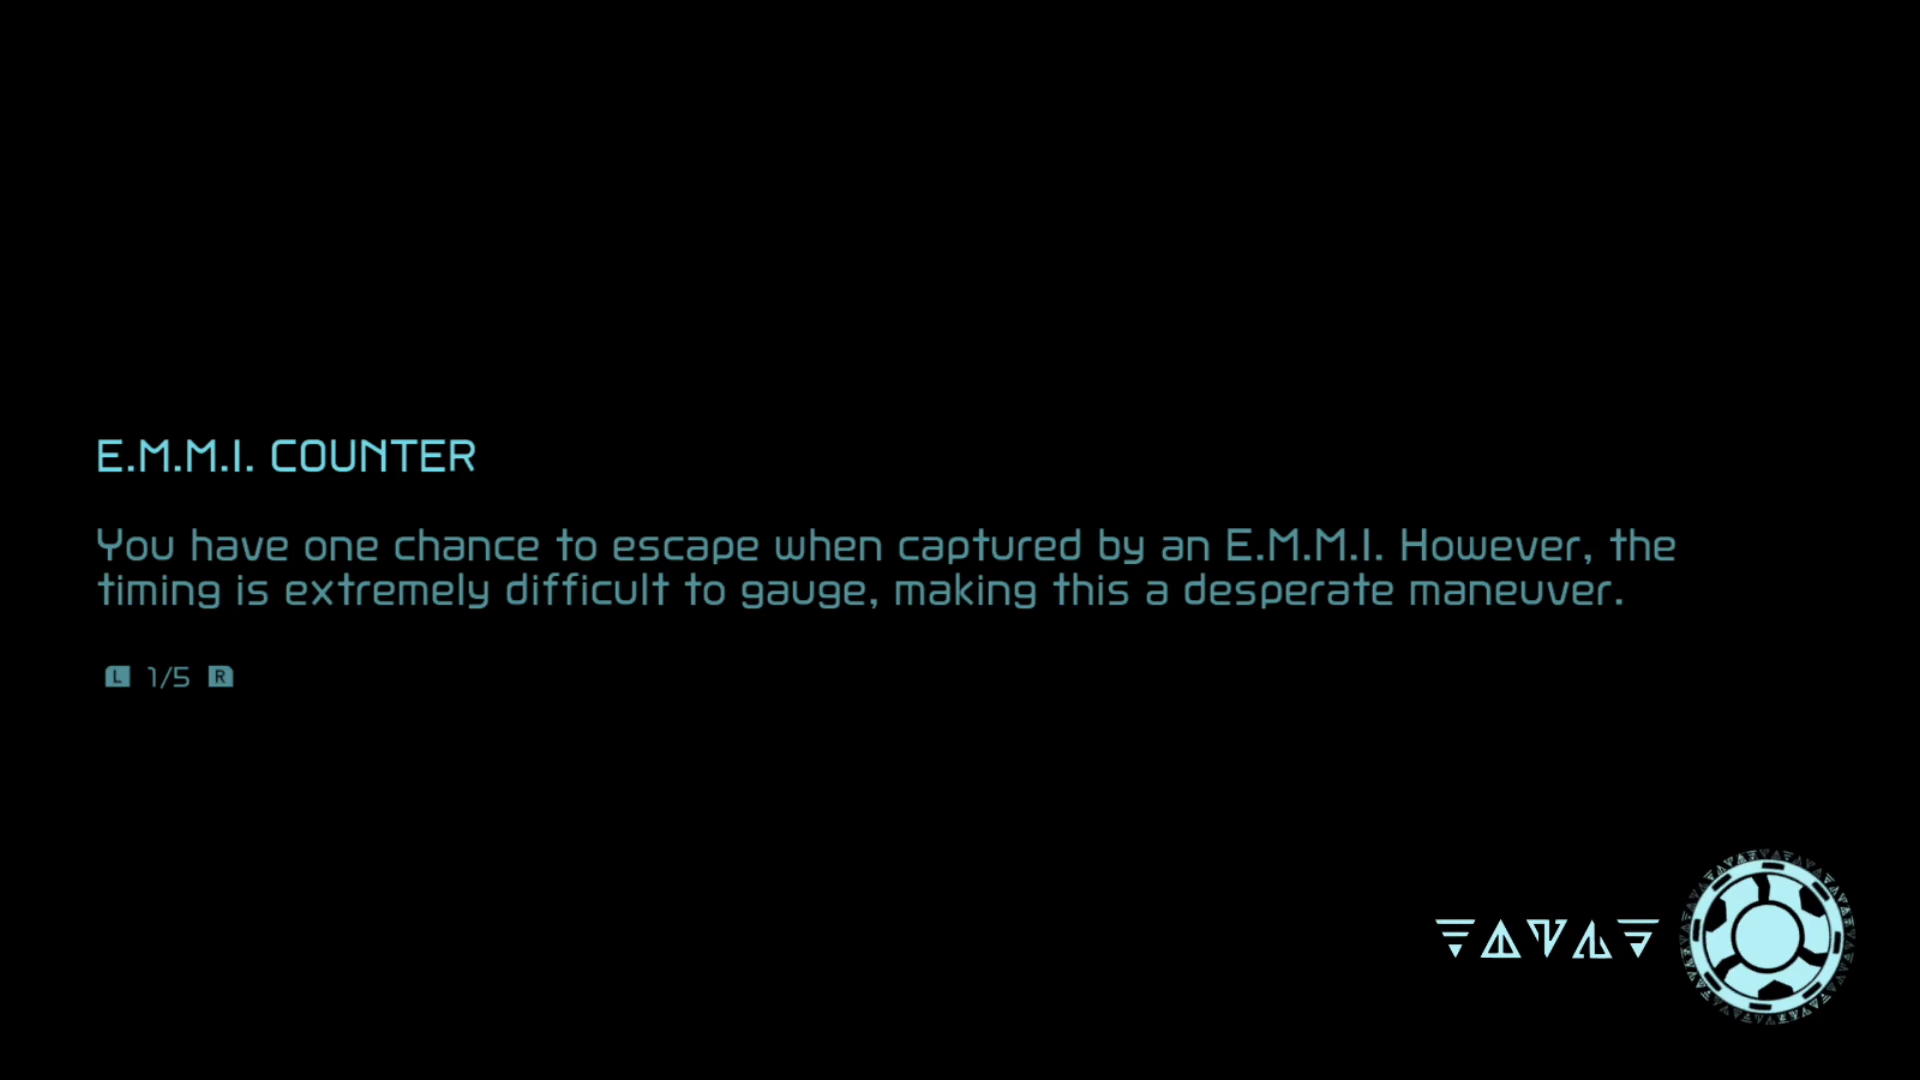 E.M.M.I. COUNTER
You have one chance to escape when captured by an E.M.M.I. However, the
timing is extremely difficult to gauge, making this a desperate maneuver.
L 1/5 R